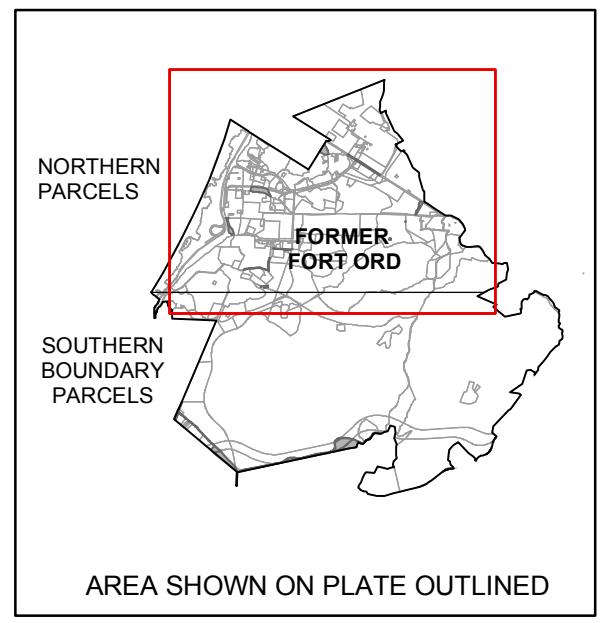 NORTHERN
PARCELS
FORMER
FORT ORD
SOUTHERN
BOUNDARY
PARCELS
AREA SHOWN ON PLATE OUTLINED